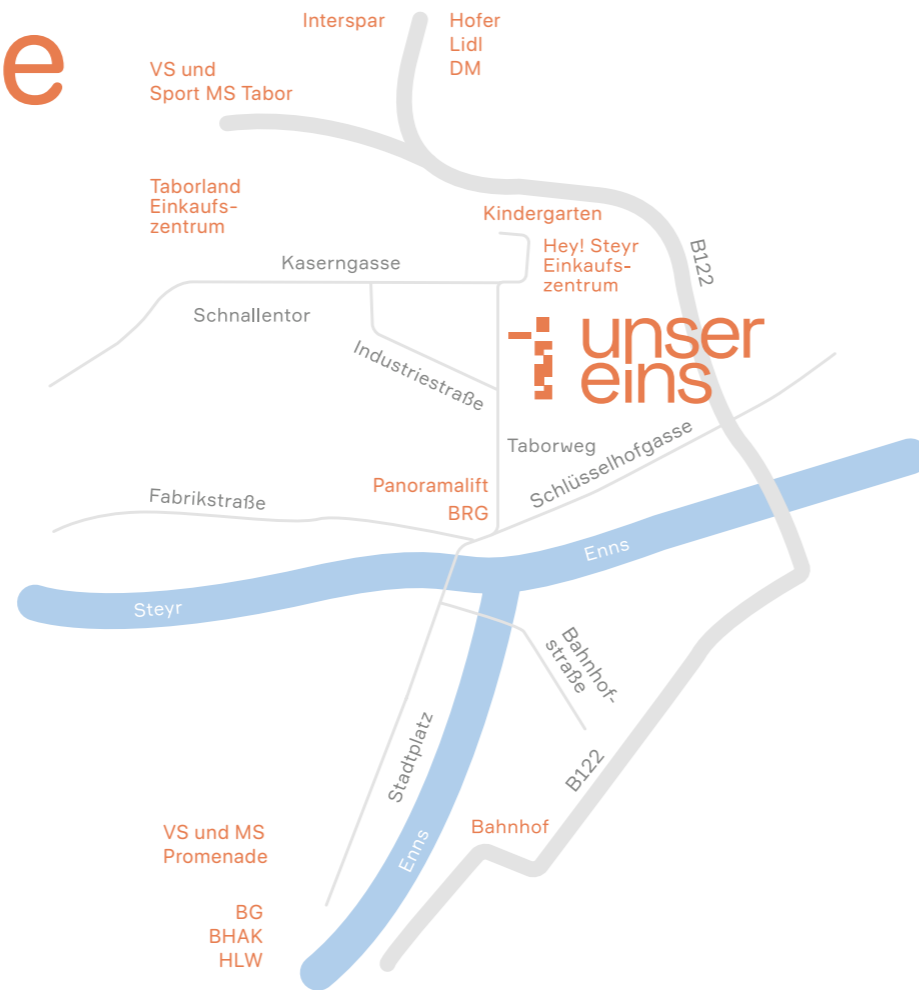 e
Interspar
Hofer
Lidl
DM
VS und
Sport MS Tabor
Taborland
Einkaufs-
zentrum
Kindergarten
Hey! Steyr
Einkaufs-
zentrum
B122
Kaserngasse
Schnallentor
Industriestraße
unser
eins
Taborweg
Schlüsselhofgasse
Panoramalift
BRG
Fabrikstraße
Enns
Steyr
Bahnhof-
straße
Stadtplatz
B122
Enns
Bahnhof
VS und MS
Promenade
BG
BHAK
HLW